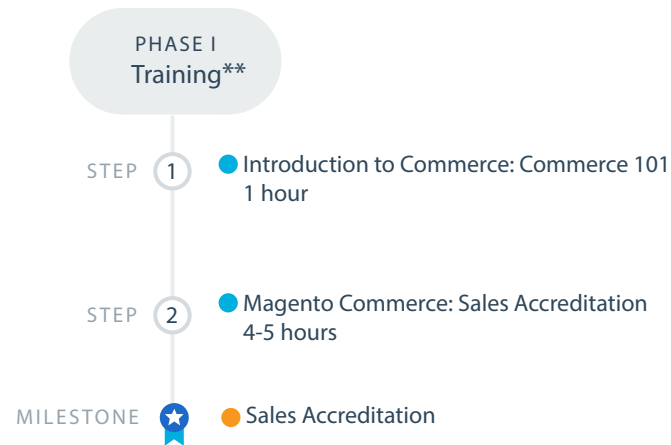 PHASE I
Training**
STEP 1 Introduction to Commerce: Commerce 101
1 hour
STEP 2 Magento Commerce: Sales Accreditation
4-5 hours
MILESTONE Sales Accreditation